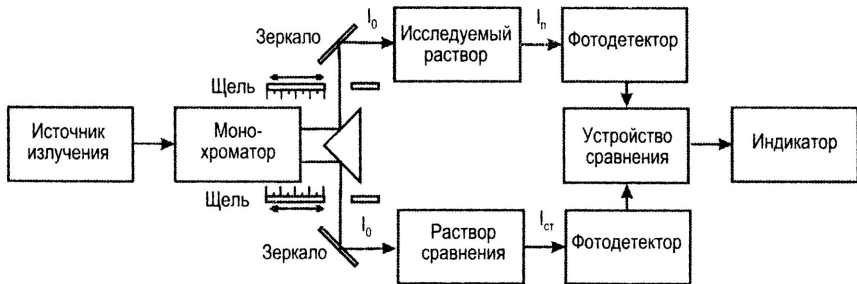 Зеркало
I₀
Исследуемый
раствор
Iп
Фотодетектор
Щель
Источник
излучения
Моно-
хроматор
Устройство
сравнения
Индикатор
Щель
Зеркало
I₀
Раствор
сравнения
Iст
Фотодетектор